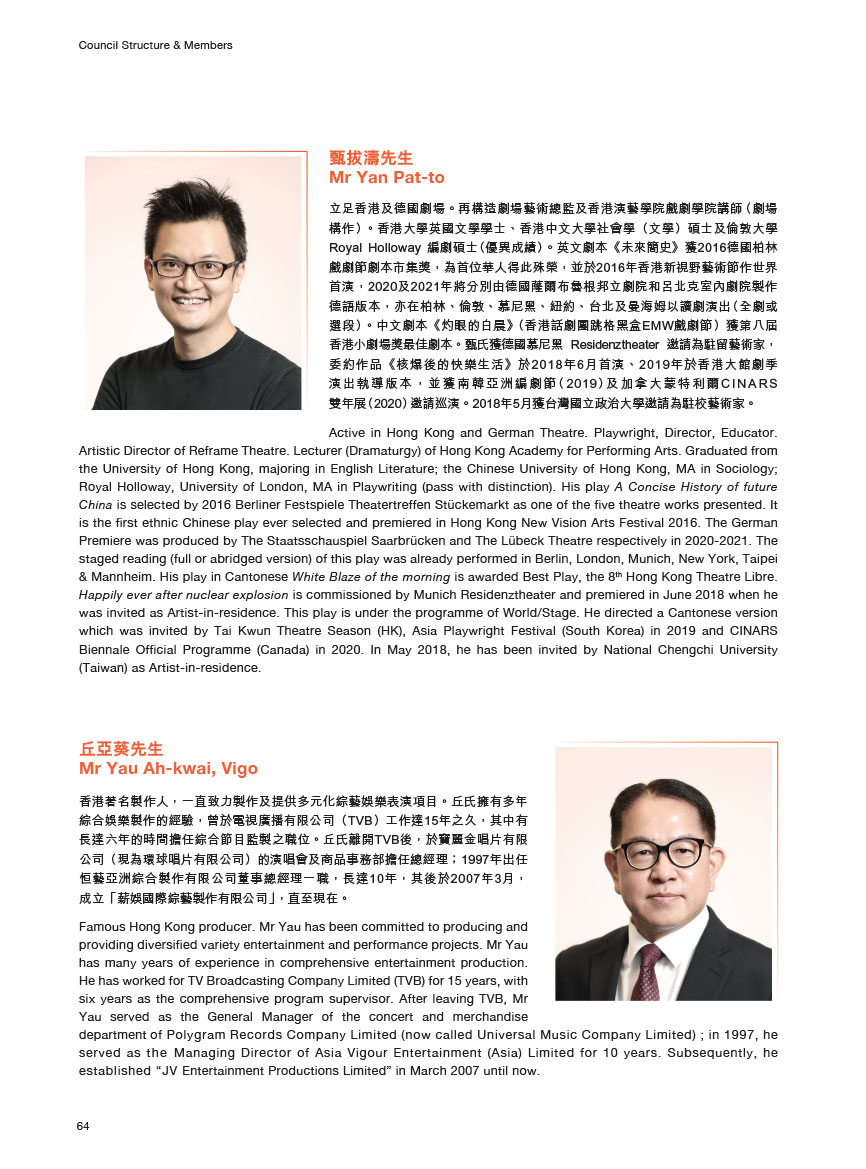 Council Structure & Members
甄拔濤先生
Mr Yan Pat-to
立足香港及德國劇場。再構造劇場藝術總監及香港演藝學院戲劇學院講師（劇場
構作）。香港大學英國文學學士、香港中文大學社會學（文學）碩士及倫敦大學
Royal Holloway 編劇碩士（優異成績）。英文劇本《未來簡史》獲2016德國柏林
戲劇節劇本市集獎，為首位華人得此殊榮，並於2016年香港新視野藝術節作世界
首演，2020及2021年將分別由德國薩爾布魯根邦立劇院和呂北克室內劇院製作
德語版本，亦在柏林、倫敦、慕尼黑、紐約、台北及曼海姆以讀劇演出（全劇或
選段）。中文劇本《灼眼的白晨》（香港話劇團跳格黑盒EMW戲劇節）獲第八屆
香港小劇場獎最佳劇本。甄氏獲德國慕尼黑 Residenztheater 邀請為駐留藝術家，
委約作品《核爆後的快樂生活》於2018年6月首演、2019年於香港大館劇季
演出執導版本，並獲南韓亞洲編劇節（2019）及加拿大蒙特利爾CINARS
雙年展（2020）邀請巡演。2018年5月獲台灣國立政治大學邀請為駐校藝術家。
Active in Hong Kong and German Theatre. Playwright, Director, Educator.
Artistic Director of Reframe Theatre. Lecturer (Dramaturgy) of Hong Kong Academy for Performing Arts. Graduated from
the University of Hong Kong, majoring in English Literature; the Chinese University of Hong Kong, MA in Sociology;
Royal Holloway, University of London, MA in Playwriting (pass with distinction). His play A Concise History of future
China is selected by 2016 Berliner Festspiele Theatertreffen Stückemarkt as one of the five theatre works presented. It
is the first ethnic Chinese play ever selected and premiered in Hong Kong New Vision Arts Festival 2016. The German
Premiere was produced by The Staatsschauspiel Saarbrücken and The Lübeck Theatre respectively in 2020-2021. The
staged reading (full or abridged version) of this play was already performed in Berlin, London, Munich, New York, Taipei
& Mannheim. His play in Cantonese White Blaze of the morning is awarded Best Play, the 8th Hong Kong Theatre Libre.
Happily ever after nuclear explosion is commissioned by Munich Residenztheater and premiered in June 2018 when he
was invited as Artist-in-residence. This play is under the programme of World/Stage. He directed a Cantonese version
which was invited by Tai Kwun Theatre Season (HK), Asia Playwright Festival (South Korea) in 2019 and CINARS
Biennale Official Programme (Canada) in 2020. In May 2018, he has been invited by National Chengchi University
(Taiwan) as Artist-in-residence.
丘亞葵先生
Mr Yau Ah-kwai, Vigo
香港著名製作人，一直致力製作及提供多元化綜藝娛樂表演項目。丘氏擁有多年
綜合娛樂製作的經驗，曾於電視廣播有限公司（TVB）工作達15年之久，其中有
長達六年的時間擔任綜合節目監製之職位。丘氏離開TVB後，於寶麗金唱片有限
公司（現為環球唱片有限公司）的演唱會及商品事務部擔任總經理；1997年出任
恒藝亞洲綜合製作有限公司董事總經理一職，長達10年，其後於2007年3月，
成立「薪娛國際綜藝製作有限公司」，直至現在。
Famous Hong Kong producer. Mr Yau has been committed to producing and
providing diversified variety entertainment and performance projects. Mr Yau
has many years of experience in comprehensive entertainment production.
He has worked for TV Broadcasting Company Limited (TVB) for 15 years, with
six years as the comprehensive program supervisor. After leaving TVB, Mr
Yau served as the General Manager of the concert and merchandise
department of Polygram Records Company Limited (now called Universal Music Company Limited) ; in 1997, he
served as the Managing Director of Asia Vigour Entertainment (Asia) Limited for 10 years. Subsequently, he
established “JV Entertainment Productions Limited” in March 2007 until now.
64